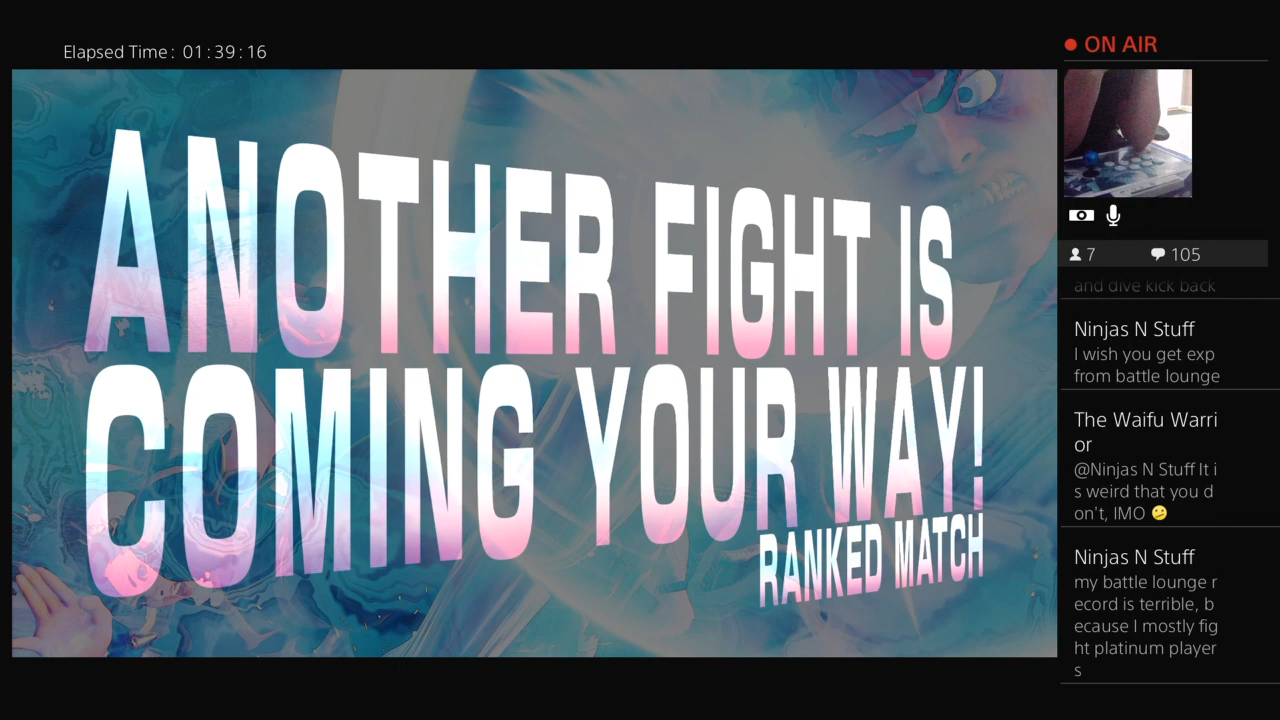 Elapsed Time: 01:39:16
ON AIR
ANOTHER FIGHT IS
COMING YOUR WAY!
RANKED MATCH
7 105
and dive kick back
Ninjas N Stuff
I wish you get exp
from battle lounge
The Waifu Warri
or
@Ninjas N Stuff It i
s weird that you d
on't, IMO 🤔
Ninjas N Stuff
my battle lounge r
ecord is terrible, b
ecause I mostly fig
ht platinum player
s